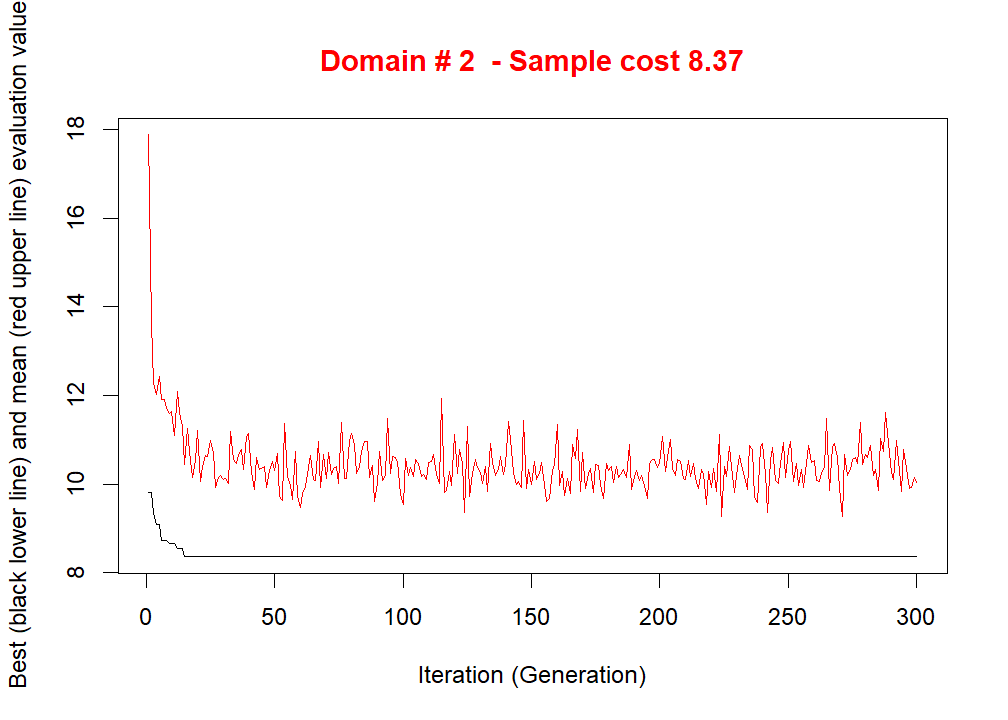 Domain # 2  - Sample cost 8.37
Best (black lower line) and mean (red upper line) evaluation value
18
16
14
12
10
8
0 50 100 150 200 250 300
Iteration (Generation)